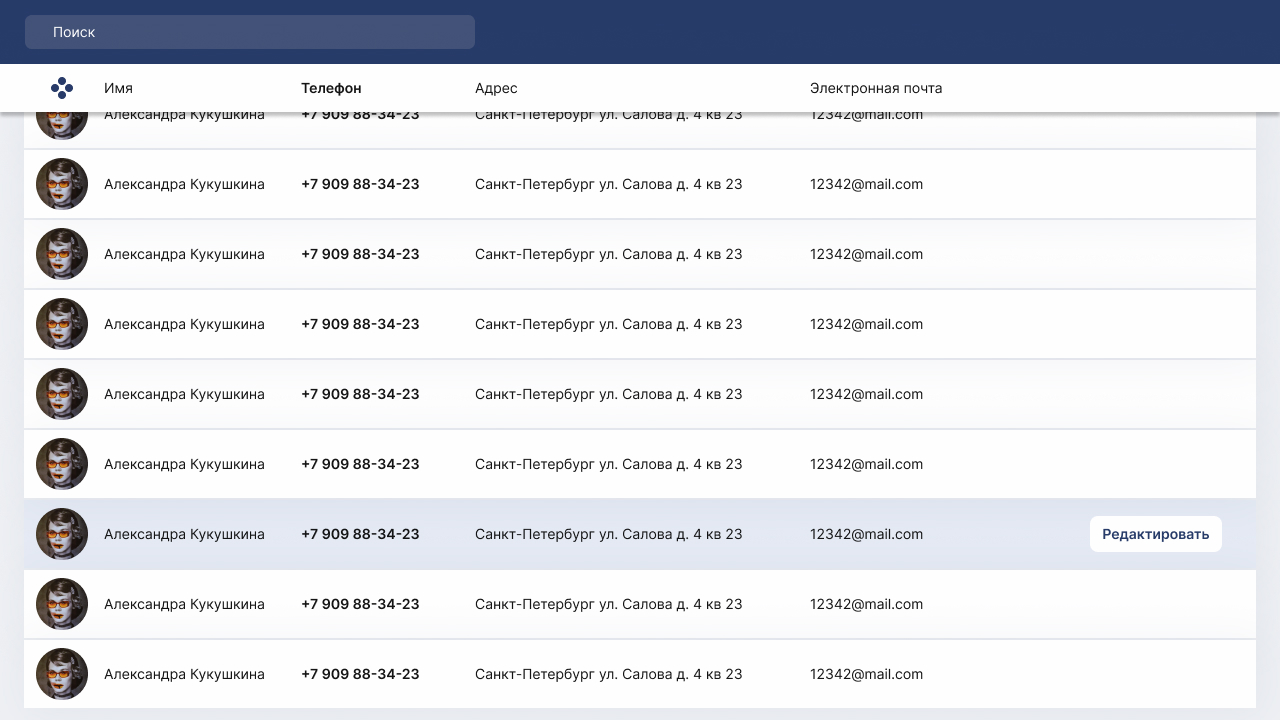 Поиск
Имя Телефон Адрес Электронная почта
Александра Кукушкина +7 909 88-34-23 Санкт-Петербург ул. Салова д. 4 кв 23 12342@mail.com
Александра Кукушкина +7 909 88-34-23 Санкт-Петербург ул. Салова д. 4 кв 23 12342@mail.com
Александра Кукушкина +7 909 88-34-23 Санкт-Петербург ул. Салова д. 4 кв 23 12342@mail.com
Александра Кукушкина +7 909 88-34-23 Санкт-Петербург ул. Салова д. 4 кв 23 12342@mail.com
Александра Кукушкина +7 909 88-34-23 Санкт-Петербург ул. Салова д. 4 кв 23 12342@mail.com
Александра Кукушкина +7 909 88-34-23 Санкт-Петербург ул. Салова д. 4 кв 23 12342@mail.com
Александра Кукушкина +7 909 88-34-23 Санкт-Петербург ул. Салова д. 4 кв 23 12342@mail.com Редактировать
Александра Кукушкина +7 909 88-34-23 Санкт-Петербург ул. Салова д. 4 кв 23 12342@mail.com
Александра Кукушкина +7 909 88-34-23 Санкт-Петербург ул. Салова д. 4 кв 23 12342@mail.com